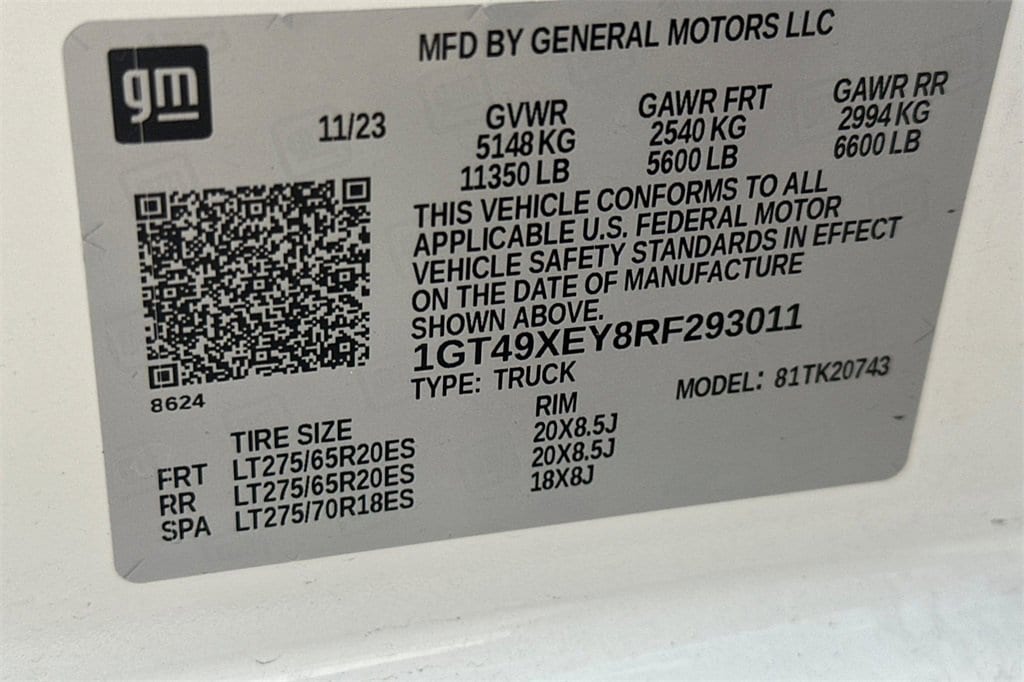 gm
MFD BY GENERAL MOTORS LLC
11/23
GVWR
5148 KG
11350 LB
GAWR FRT
2540 KG
5600 LB
GAWR RR
2994 KG
6600 LB
THIS VEHICLE CONFORMS TO ALL
APPLICABLE U.S. FEDERAL MOTOR
VEHICLE SAFETY STANDARDS IN EFFECT
ON THE DATE OF MANUFACTURE
SHOWN ABOVE.
1GT49XEY8RF293011
TYPE: TRUCK
MODEL: 81TK20743
8624
TIRE SIZE RIM
FRT LT275/65R20ES 20X8.5J
RR LT275/65R20ES 20X8.5J
SPA LT275/70R18ES 18X8J